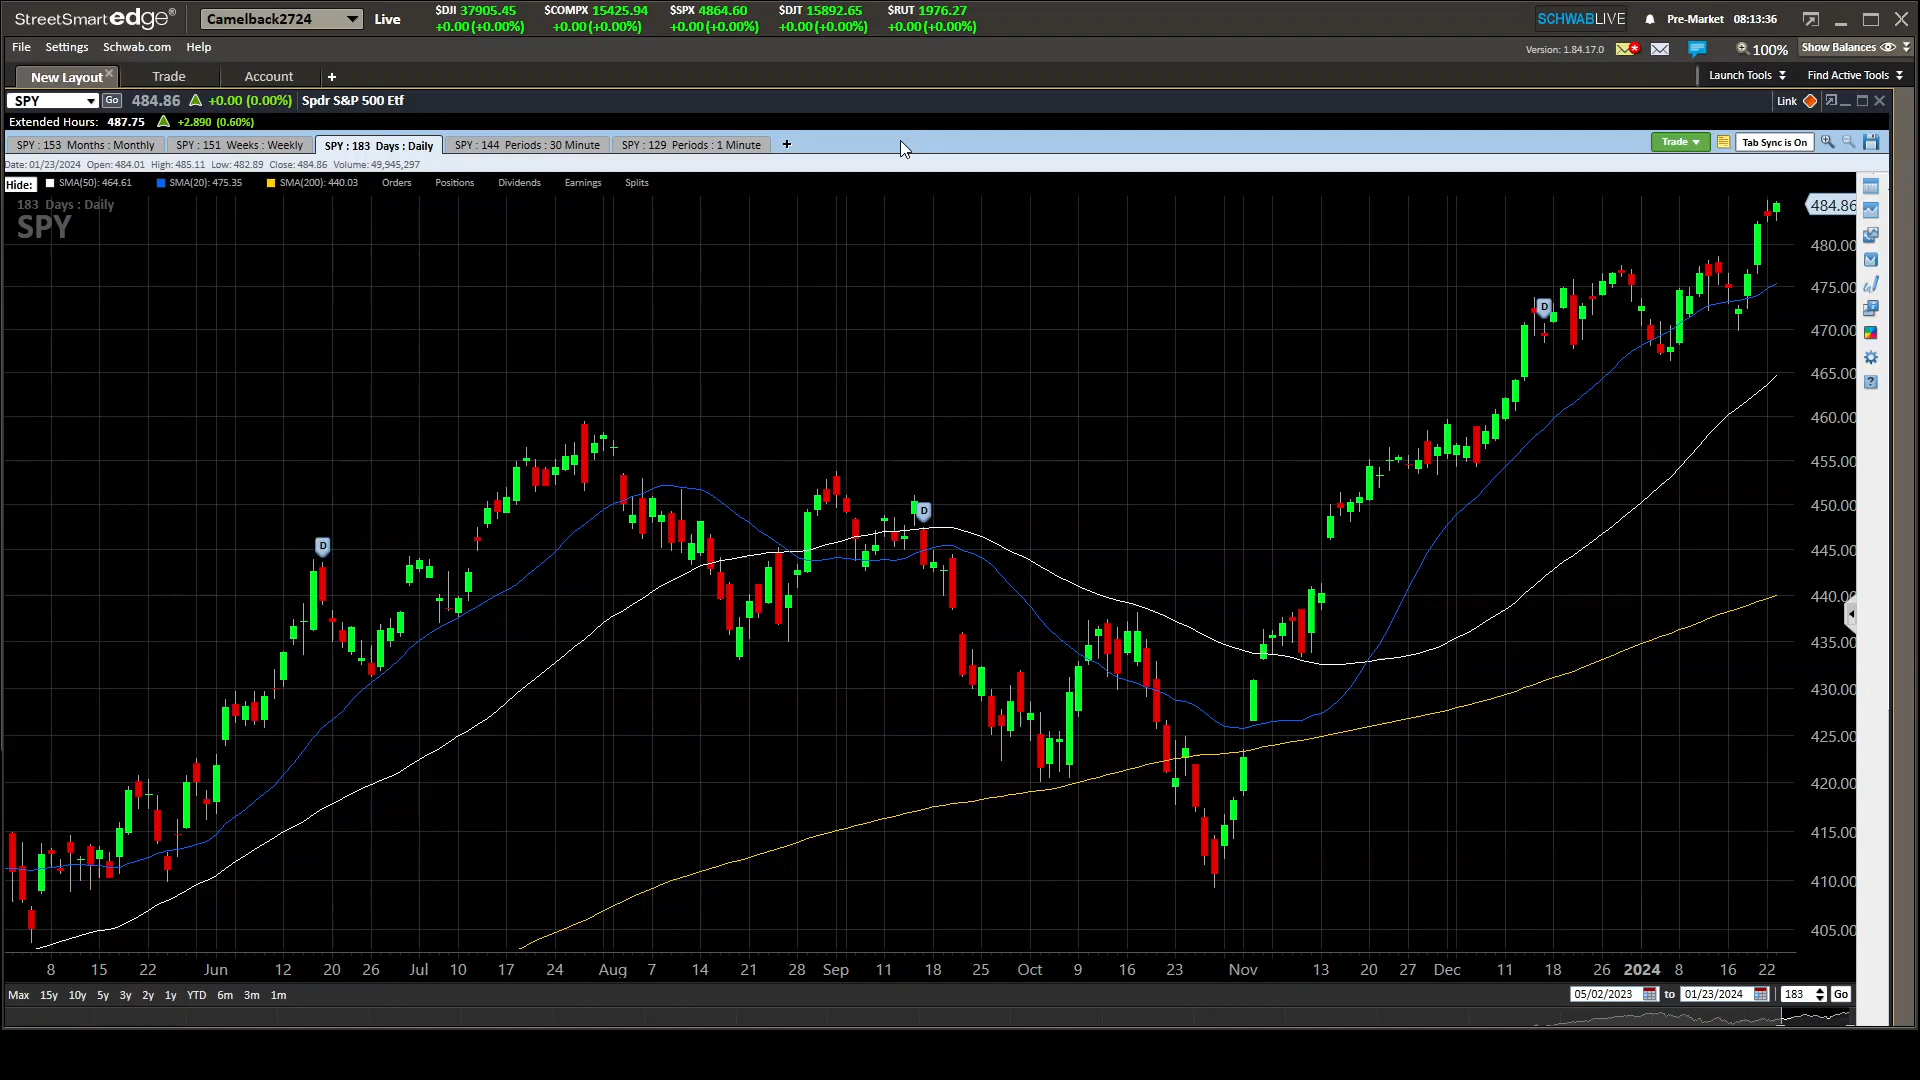 StreetSmart edge® Camelback2724 Live $DJI 37905.45 $COMPX 15425.94 $SPX 4864.60 $DJT 15892.65 $RUT 1976.27 SCHWABLIVE Pre-Market 08:13:36
+0.00 (+0.00%) +0.00 (+0.00%) +0.00 (+0.00%) +0.00 (+0.00%) +0.00 (+0.00%)
File Settings Schwab.com Help Version: 1.84.17.0 100% Show Balances
New Layout Trade Account + Launch Tools Find Active Tools
SPY Go 484.86 +0.00 (0.00%) Spdr S&P 500 Etf Link
Extended Hours: 487.75 +2.890 (0.60%)
SPY : 153 Months : Monthly SPY : 151 Weeks : Weekly SPY : 183 Days : Daily SPY : 144 Periods : 30 Minute SPY : 129 Periods : 1 Minute + Trade Tab Sync is On
Date: 01/23/2024 Open: 484.01 High: 485.11 Low: 482.89 Close: 484.86 Volume: 49,945,297
Hide: SMA(50): 464.61 SMA(20): 475.35 SMA(200): 440.03 Orders Positions Dividends Earnings Splits
183 Days : Daily
SPY
484.86
480.00
475.00
D
470.00
465.00
460.00
455.00
450.00
D
D
445.00
440.00
435.00
430.00
425.00
420.00
415.00
410.00
405.00
8 15 22 Jun 12 20 26 Jul 10 17 24 Aug 7 14 21 28 Sep 11 18 25 Oct 9 16 23 Nov 13 20 27 Dec 11 18 26 2024 8 16 22
Max 15y 10y 5y 3y 2y 1y YTD 6m 3m 1m 05/02/2023 to 01/23/2024 183 Go